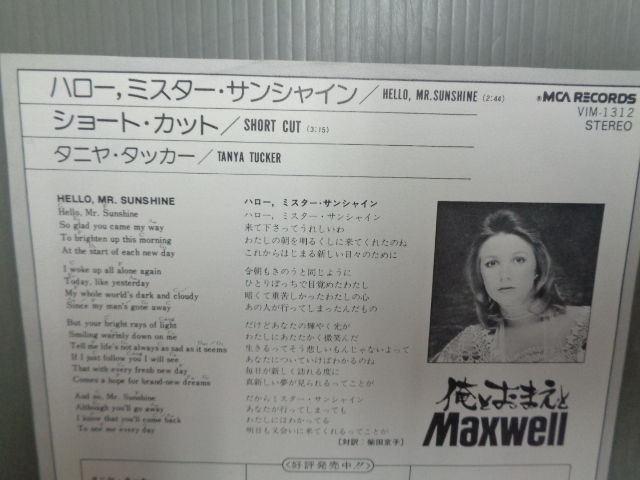 ハロー,ミスター・サンシャイン／HELLO, MR.SUNSHINE (2:44)
ショート・カット／SHORT CUT (3:15)
タニヤ・タッカー／TANYA TUCKER
MCA RECORDS
VIM-1312
STEREO
HELLO, MR. SUNSHINE
Hello, Mr. Sunshine
So glad you came my way
To brighten up this morning
At the start of each new day
I woke up all alone again
Today, like yesterday
My whole world's dark and cloudy
Since my man's gone away
But your bright rays of light
Smiling warmly down on me
Tell me life's not always as sad as it seems
If I just follow you I will see
That with every fresh new day
Comes a hope for brand-new dreams
And so, Mr. Sunshine
Although you'll go away
I know that you'll come back
To see me every day
ハロー,ミスター・サンシャイン
ハロー,ミスター・サンシャイン
来て下さってうれしいわ
わたしの朝を明るくしに来てくれたのね
これからはじまる新しい日々のために
今朝もきのうと同じように
ひとりぼっちで目覚めたわたし
暗くて重苦しかったわたしの心
あの人が行ってしまったんだもの
だけどあなたの輝やく光が
わたしにあたたかく微笑んだ
生きるってそう悲しいもんじゃないよって
あなたについていけばわかるのね
毎日が新しく訪れる度に
真新しい夢が見られるってことが
だからミスター・サンシャイン
あなたが行ってしまっても
わたしにはわかってる
明日も又会いに来てくれるってことが
[対訳：柴田京子]
俺とおまえと
Maxwell
好評発売中!!